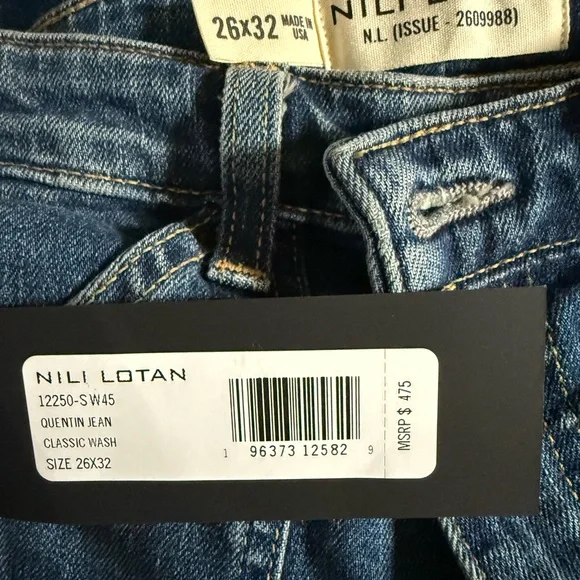 26x32 MADE IN
USA
N.L. (ISSUE - 2609988)
NILI LOTAN
12250-SW45
QUENTIN JEAN
CLASSIC WASH
SIZE 26X32
1 96373 12582 9
MSRP $ 475